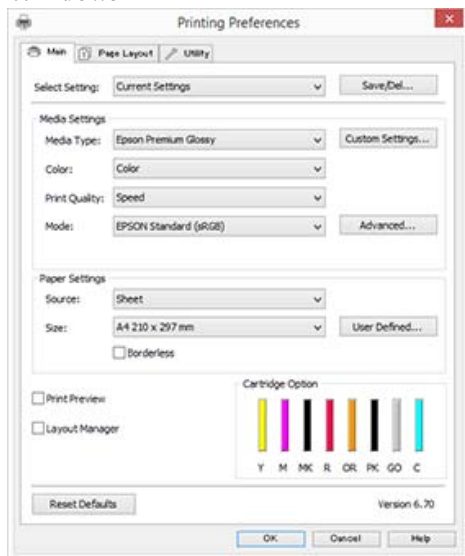 Printing Preferences
Main Page Layout Utility
Select Setting: Current Settings Save/Del...
Media Settings
Media Type: Epson Premium Glossy Custom Settings...
Color: Color
Print Quality: Speed
Mode: EPSON Standard (sRGB) Advanced...
Paper Settings
Source: Sheet
Size: A4 210 x 297 mm User Defined...
Borderless
Cartridge Option
Print Preview
Layout Manager
Y M MK R OR PK GO C
Reset Defaults Version 6.70
OK Cancel Help